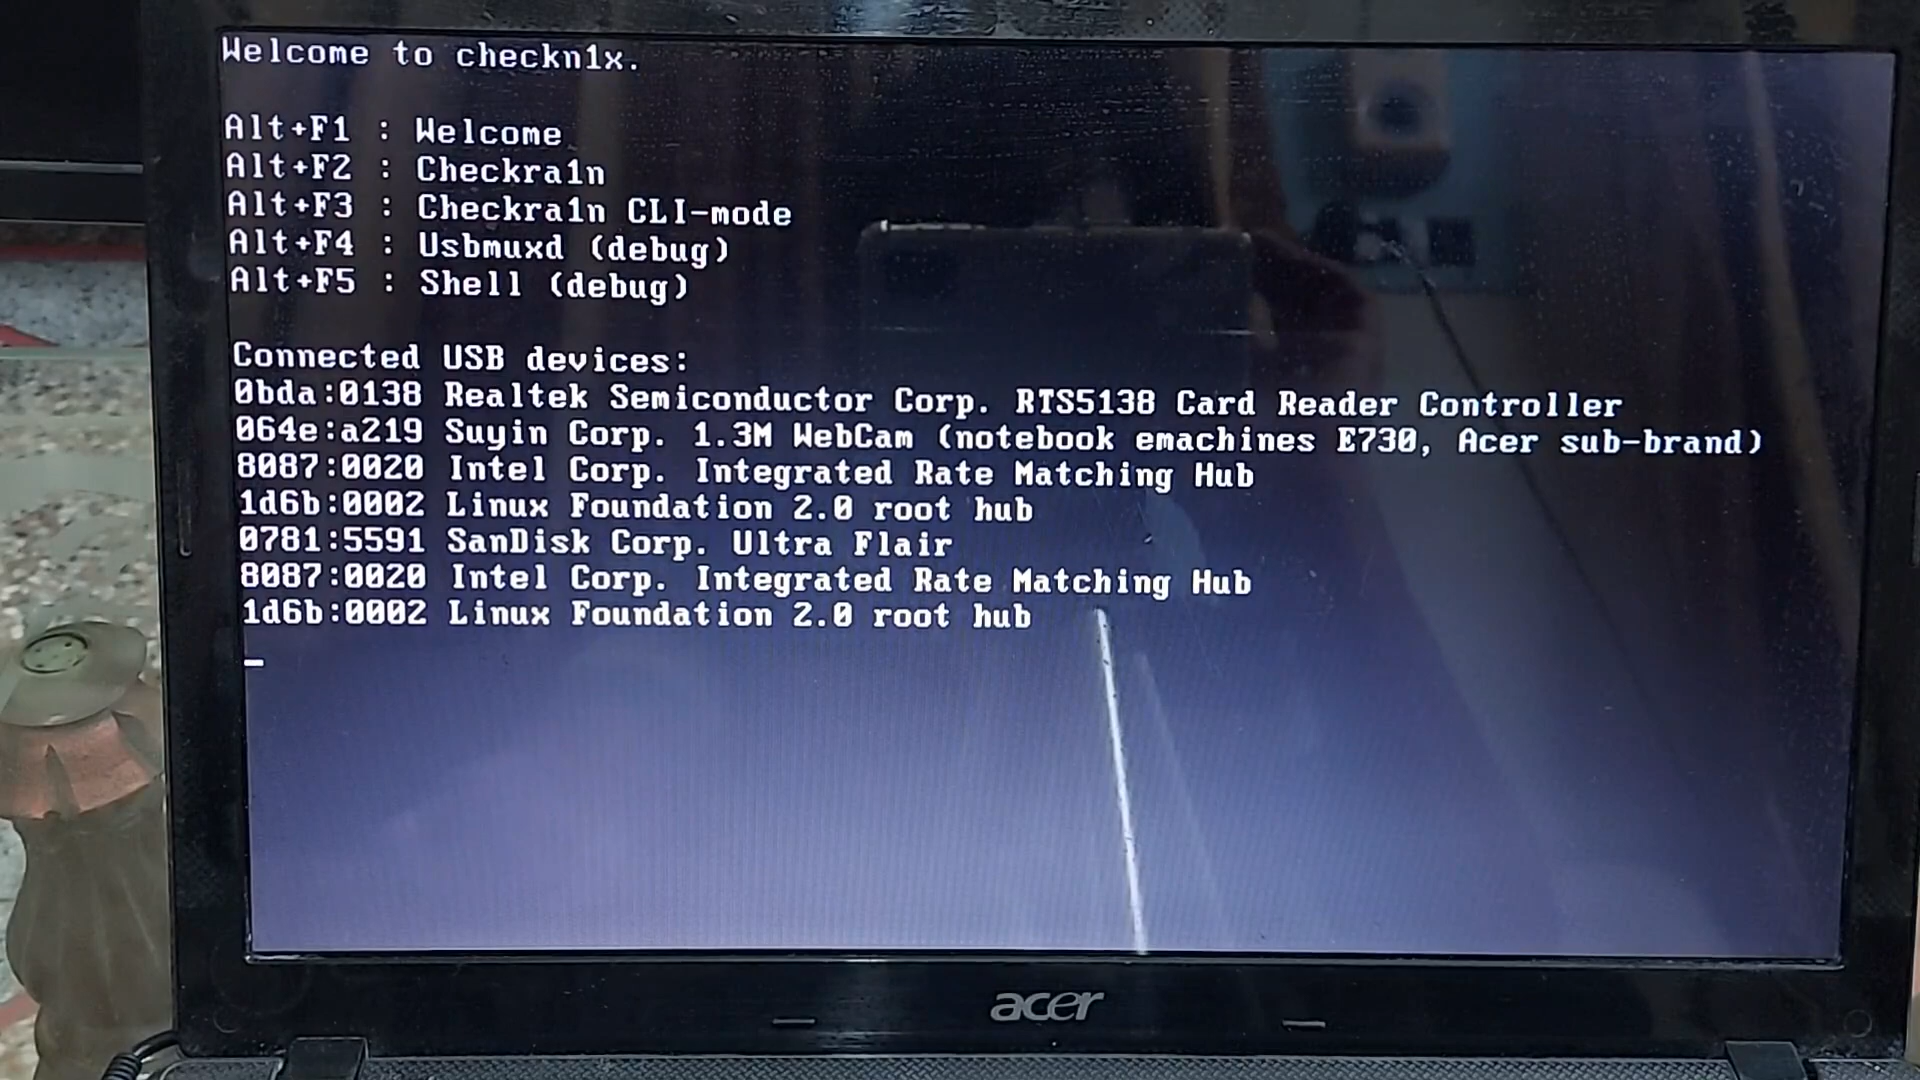 Welcome to checkn1x.
Alt+F1 : Welcome
Alt+F2 : Checkra1n
Alt+F3 : Checkra1n CLI-mode
Alt+F4 : Usbmuxd (debug)
Alt+F5 : Shell (debug)
Connected USB devices:
0bda:0138 Realtek Semiconductor Corp. RTS5138 Card Reader Controller
064e:a219 Suyin Corp. 1.3M WebCam (notebook emachines E730, Acer sub-brand)
8087:0020 Intel Corp. Integrated Rate Matching Hub
1d6b:0002 Linux Foundation 2.0 root hub
0781:5591 SanDisk Corp. Ultra Flair
8087:0020 Intel Corp. Integrated Rate Matching Hub
1d6b:0002 Linux Foundation 2.0 root hub
acer